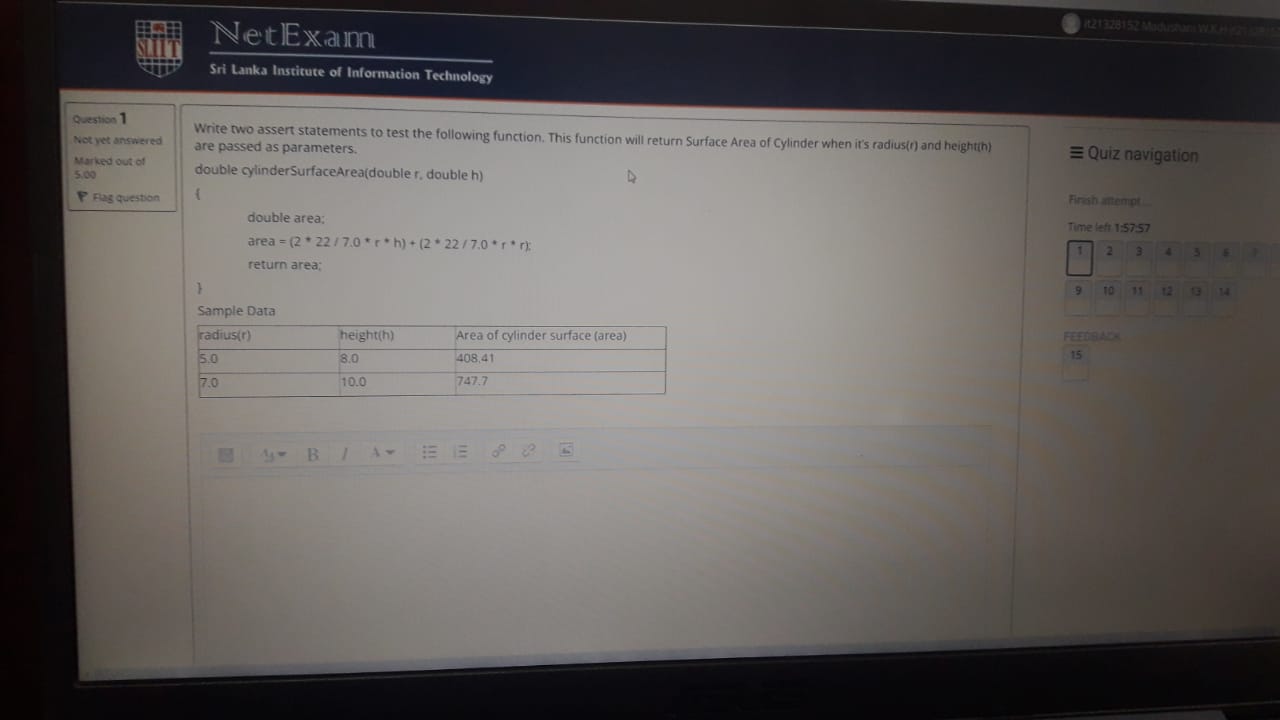 SLIIT
NetExam
Sri Lanka Institute of Information Technology
it21328152 Madushani W.K.H
Question 1
Not yet answered
Marked out of
5.00
Flag question
Write two assert statements to test the following function. This function will return Surface Area of Cylinder when it's radius(r) and height(h)
are passed as parameters.
double cylinderSurfaceArea(double r, double h)
{
double area;
area = (2 * 22 / 7.0 * r * h) + (2 * 22 / 7.0 * r * r);
return area;
}
Sample Data
radius(r) height(h) Area of cylinder surface (area)
5.0 8.0 408.41
7.0 10.0 747.7
B I A
Quiz navigation
Finish attempt ...
Time left 1:57:57
1 2 3 4 5 6 7
9 10 11 12 13 14
FEEDBACK
15